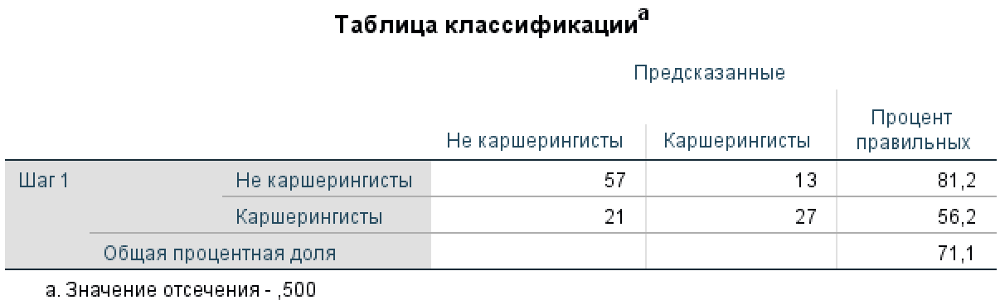 Таблица классификацииᵃ
Предсказанные
Не каршерингисты Каршерингисты Процент правильных
Шаг 1 Не каршерингисты 57 13 81,2
Каршерингисты 21 27 56,2
Общая процентная доля 71,1
a. Значение отсечения - ,500